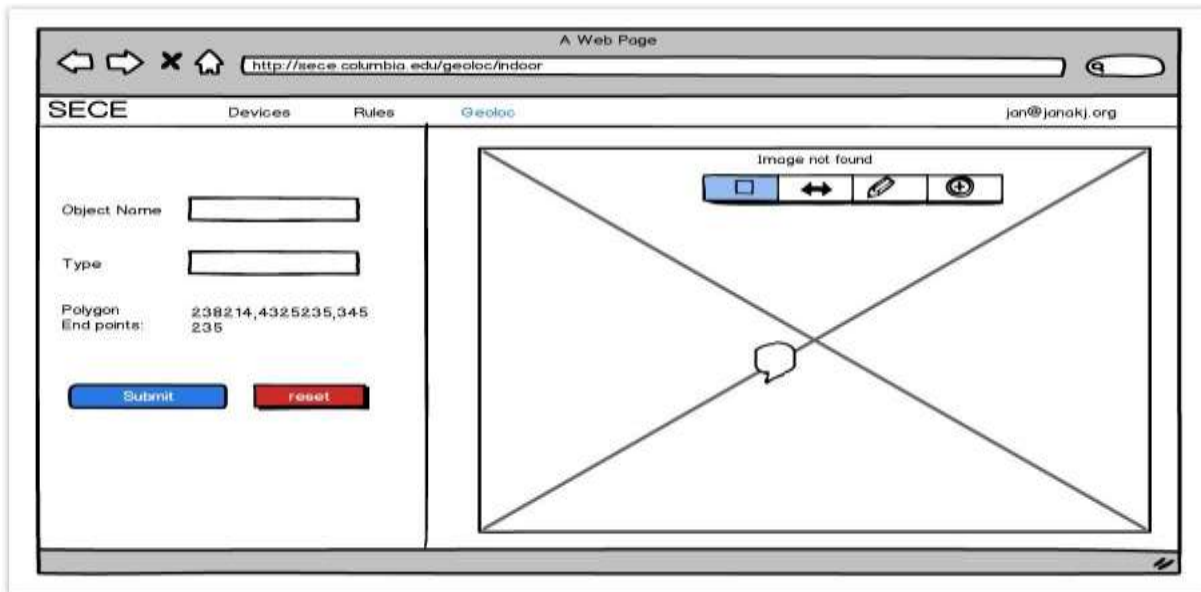 A Web Page
http://sece.columbia.edu/geoloc/indoor
SECE Devices Rules Geoloc jan@janakj.org
Object Name
Type
Polygon
End points:
238214,4325235,345
235
Submit reset
Image not found